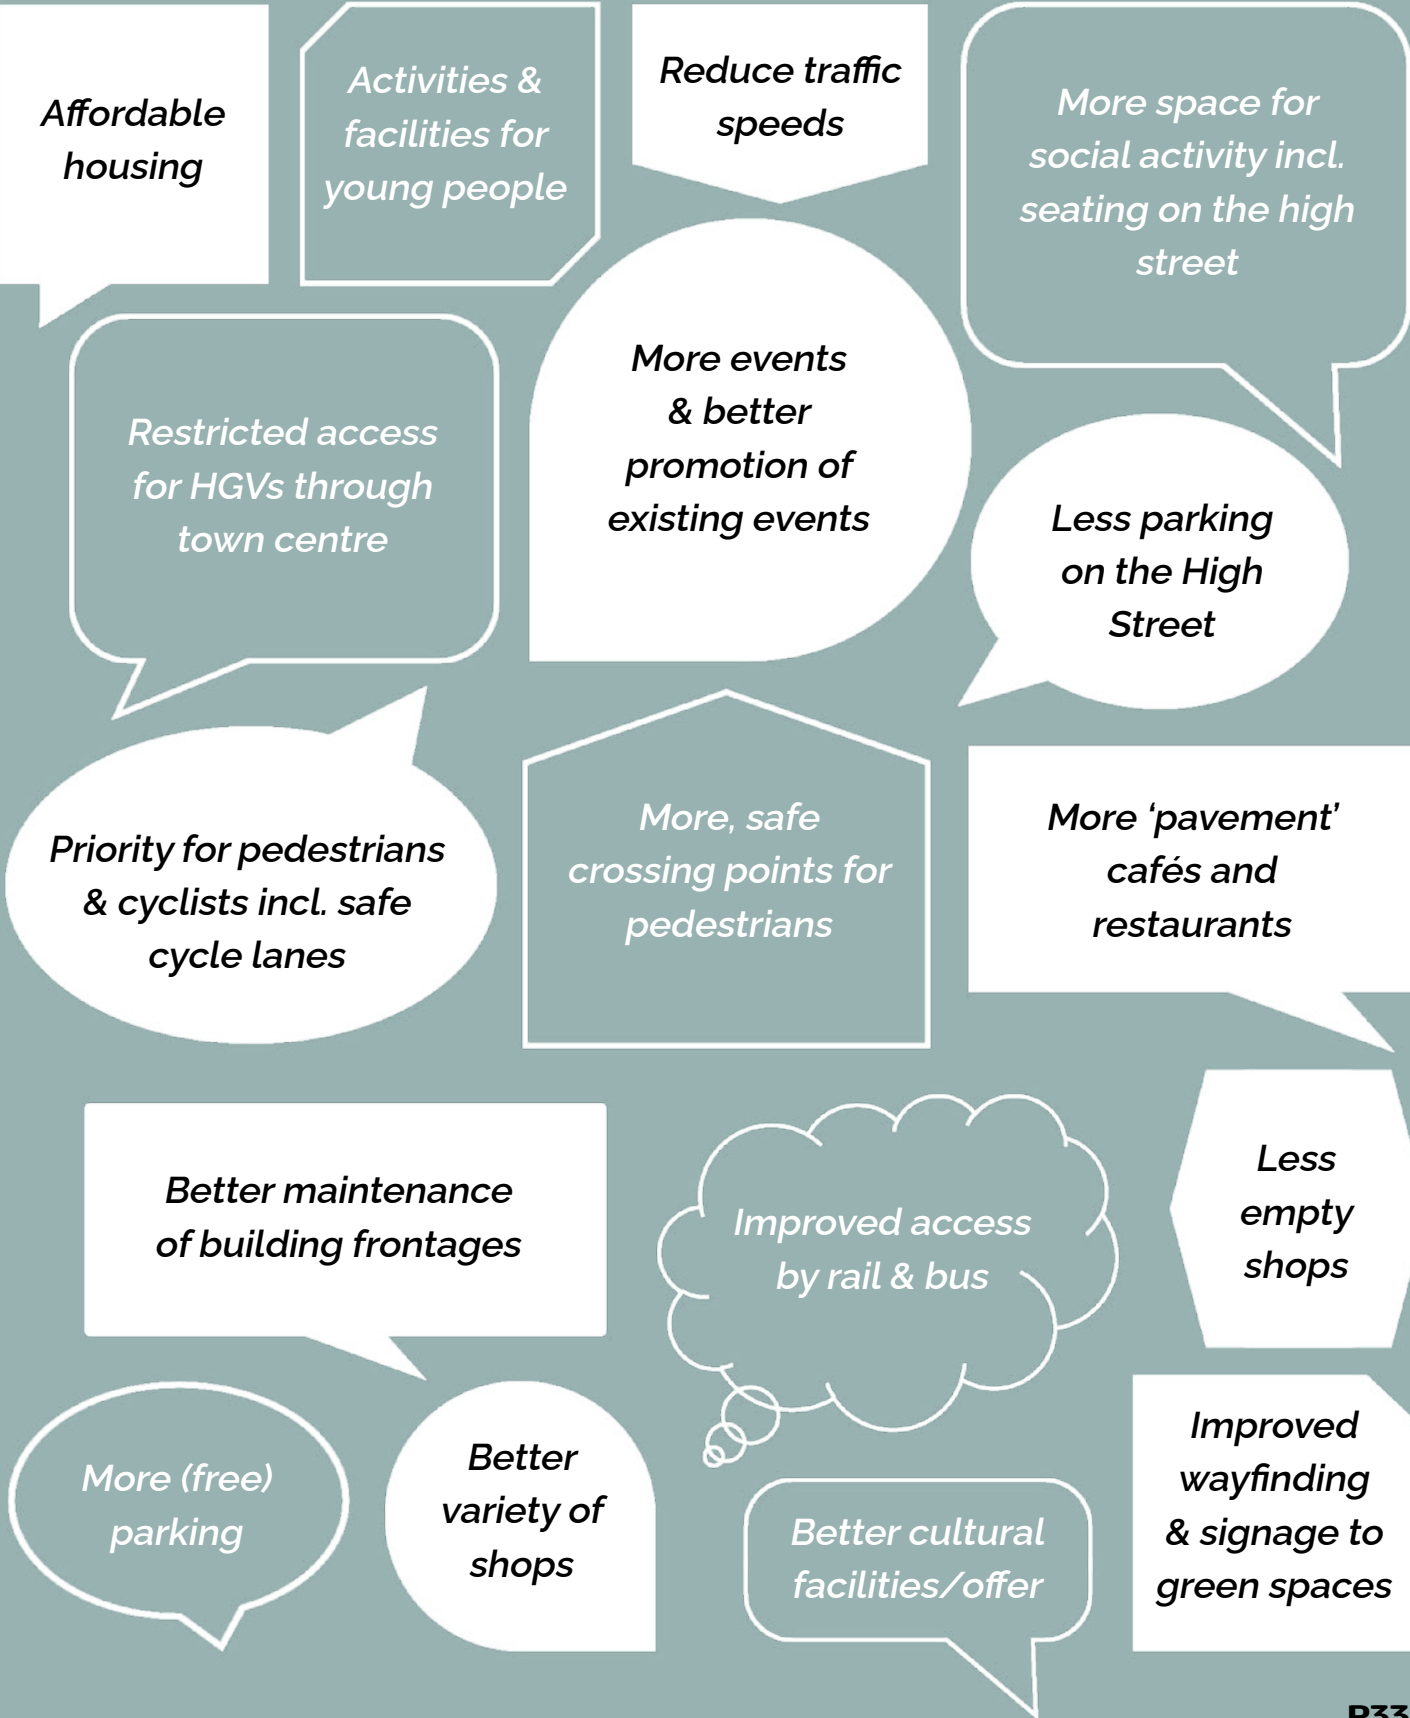 Affordable
housing
Activities &
facilities for
young people
Reduce traffic
speeds
More space for
social activity incl.
seating on the high
street
Restricted access
for HGVs through
town centre
More events
& better
promotion of
existing events
Less parking
on the High
Street
Priority for pedestrians
& cyclists incl. safe
cycle lanes
More, safe
crossing points for
pedestrians
More ‘pavement’
cafés and
restaurants
Better maintenance
of building frontages
Improved access
by rail & bus
Less
empty
shops
More (free)
parking
Better
variety of
shops
Better cultural
facilities/offer
Improved
wayfinding
& signage to
green spaces
P33